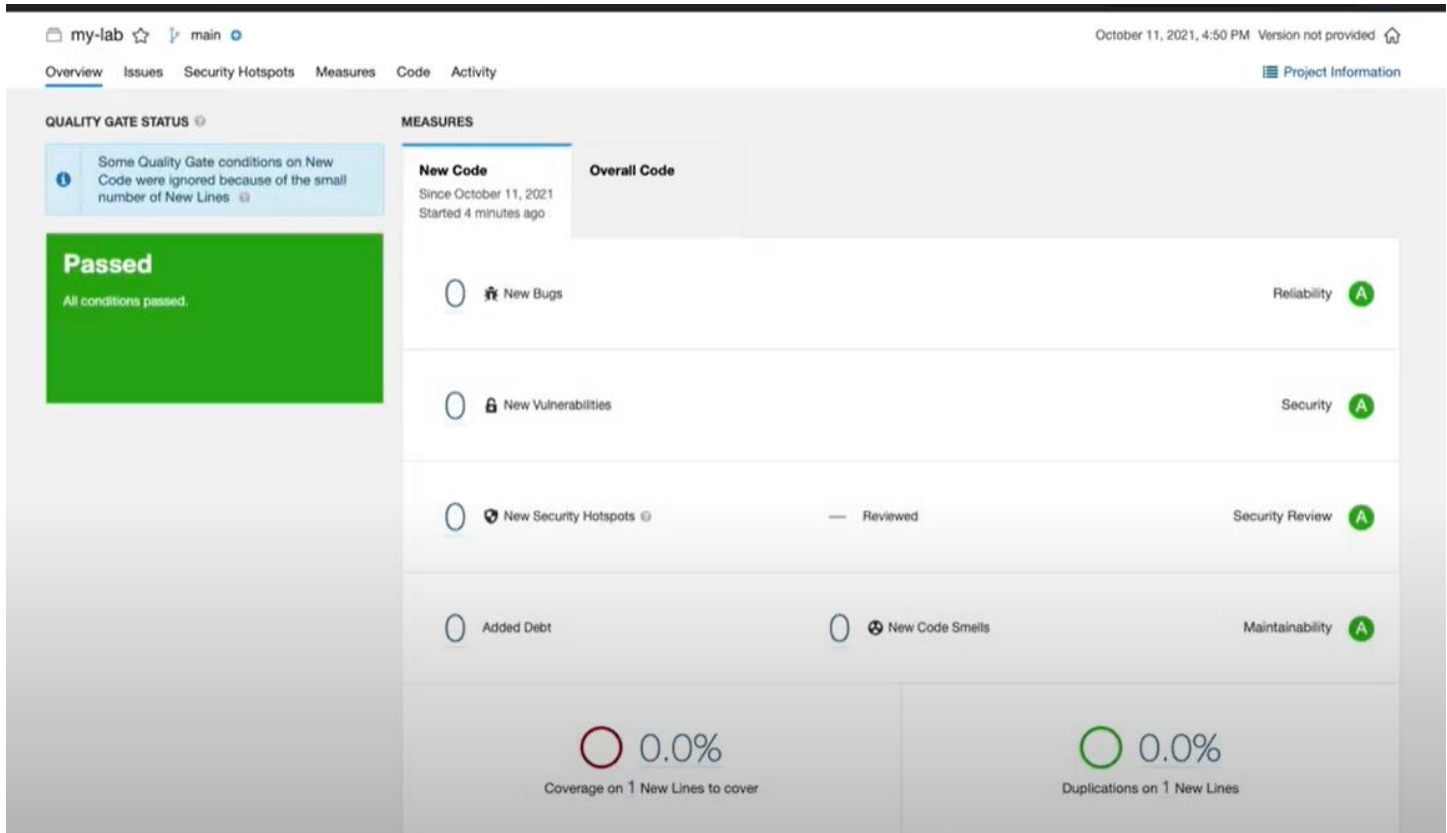 my-lab main
October 11, 2021, 4:50 PM Version not provided
Overview Issues Security Hotspots Measures Code Activity
Project Information
QUALITY GATE STATUS
Some Quality Gate conditions on New
Code were ignored because of the small
number of New Lines
Passed
All conditions passed.
MEASURES
New Code
Since October 11, 2021
Started 4 minutes ago
Overall Code
0 New Bugs Reliability A
0 New Vulnerabilities Security A
0 New Security Hotspots — Reviewed Security Review A
0 Added Debt 0 New Code Smells Maintainability A
0.0%
Coverage on 1 New Lines to cover
0.0%
Duplications on 1 New Lines